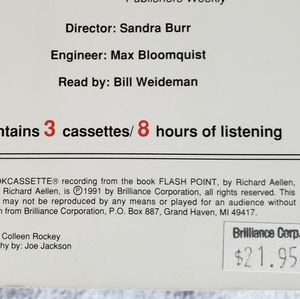 Publishers Weekly
Director: Sandra Burr
Engineer: Max Bloomquist
Read by: Bill Weideman
ntains 3 cassettes/ 8 hours of listening
OKCASSETTE® recording from the book FLASH POINT, by Richard Aellen,
Richard Aellen, is ℗1991 by Brilliance Corporation, all rights reserved. This
may not be reproduced by any means or played for an audience without
n from Brilliance Corporation, P.O. Box 887, Grand Haven, MI 49417.
Colleen Rockey
hy by: Joe Jackson
Brilliance Corp.
$21.95